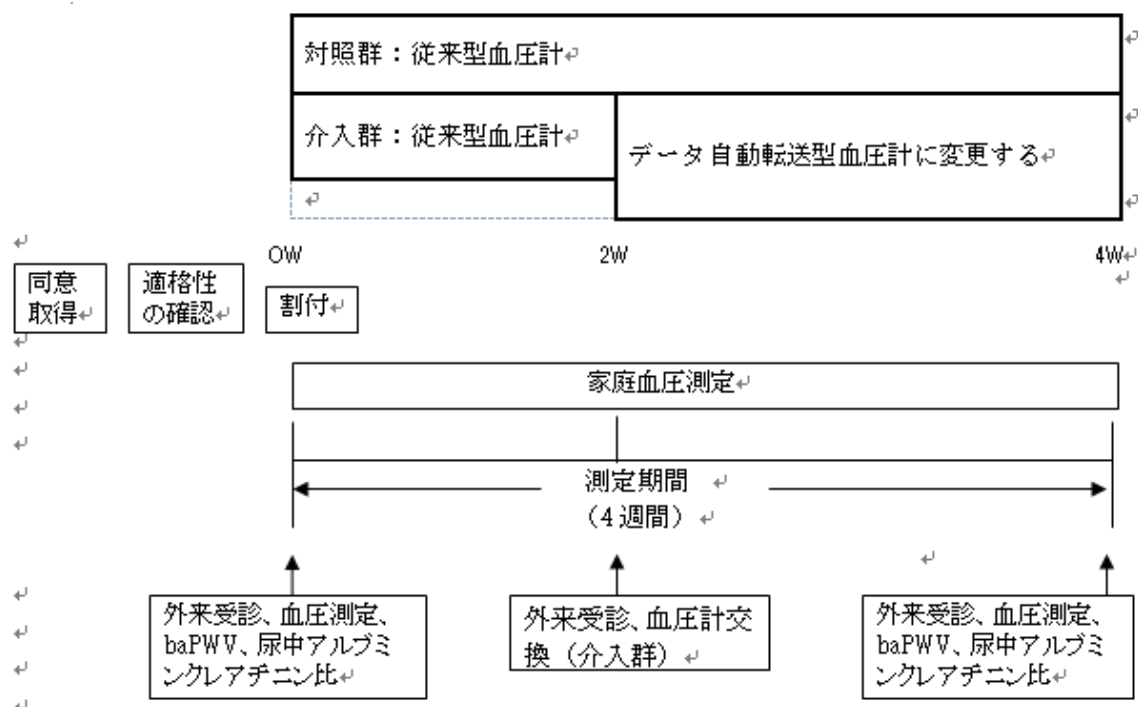 対照群：従来型血圧計
介入群：従来型血圧計
データ自動転送型血圧計に変更する
0W
2W
4W
同意
取得
適格性
の確認
割付
家庭血圧測定
測定期間
（4週間）
外来受診、血圧測定、
baPWV、尿中アルブミ
ンクレアチニン比
外来受診、血圧計交
換（介入群）
外来受診、血圧測定、
baPWV、尿中アルブミ
ンクレアチニン比